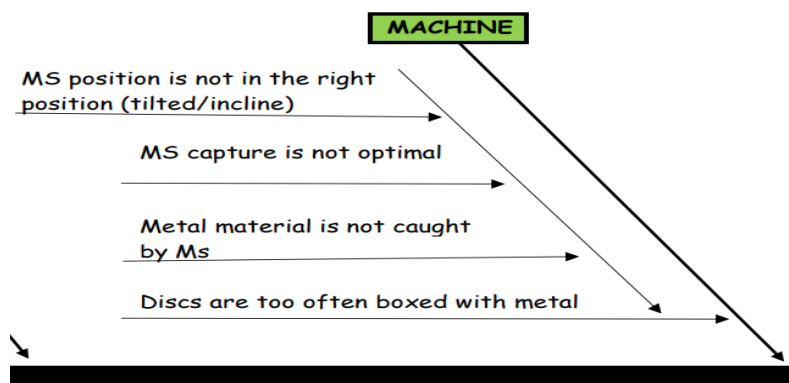 MACHINE
MS position is not in the right
position (tilted/incline)
MS capture is not optimal
Metal material is not caught
by Ms
Discs are too often boxed with metal